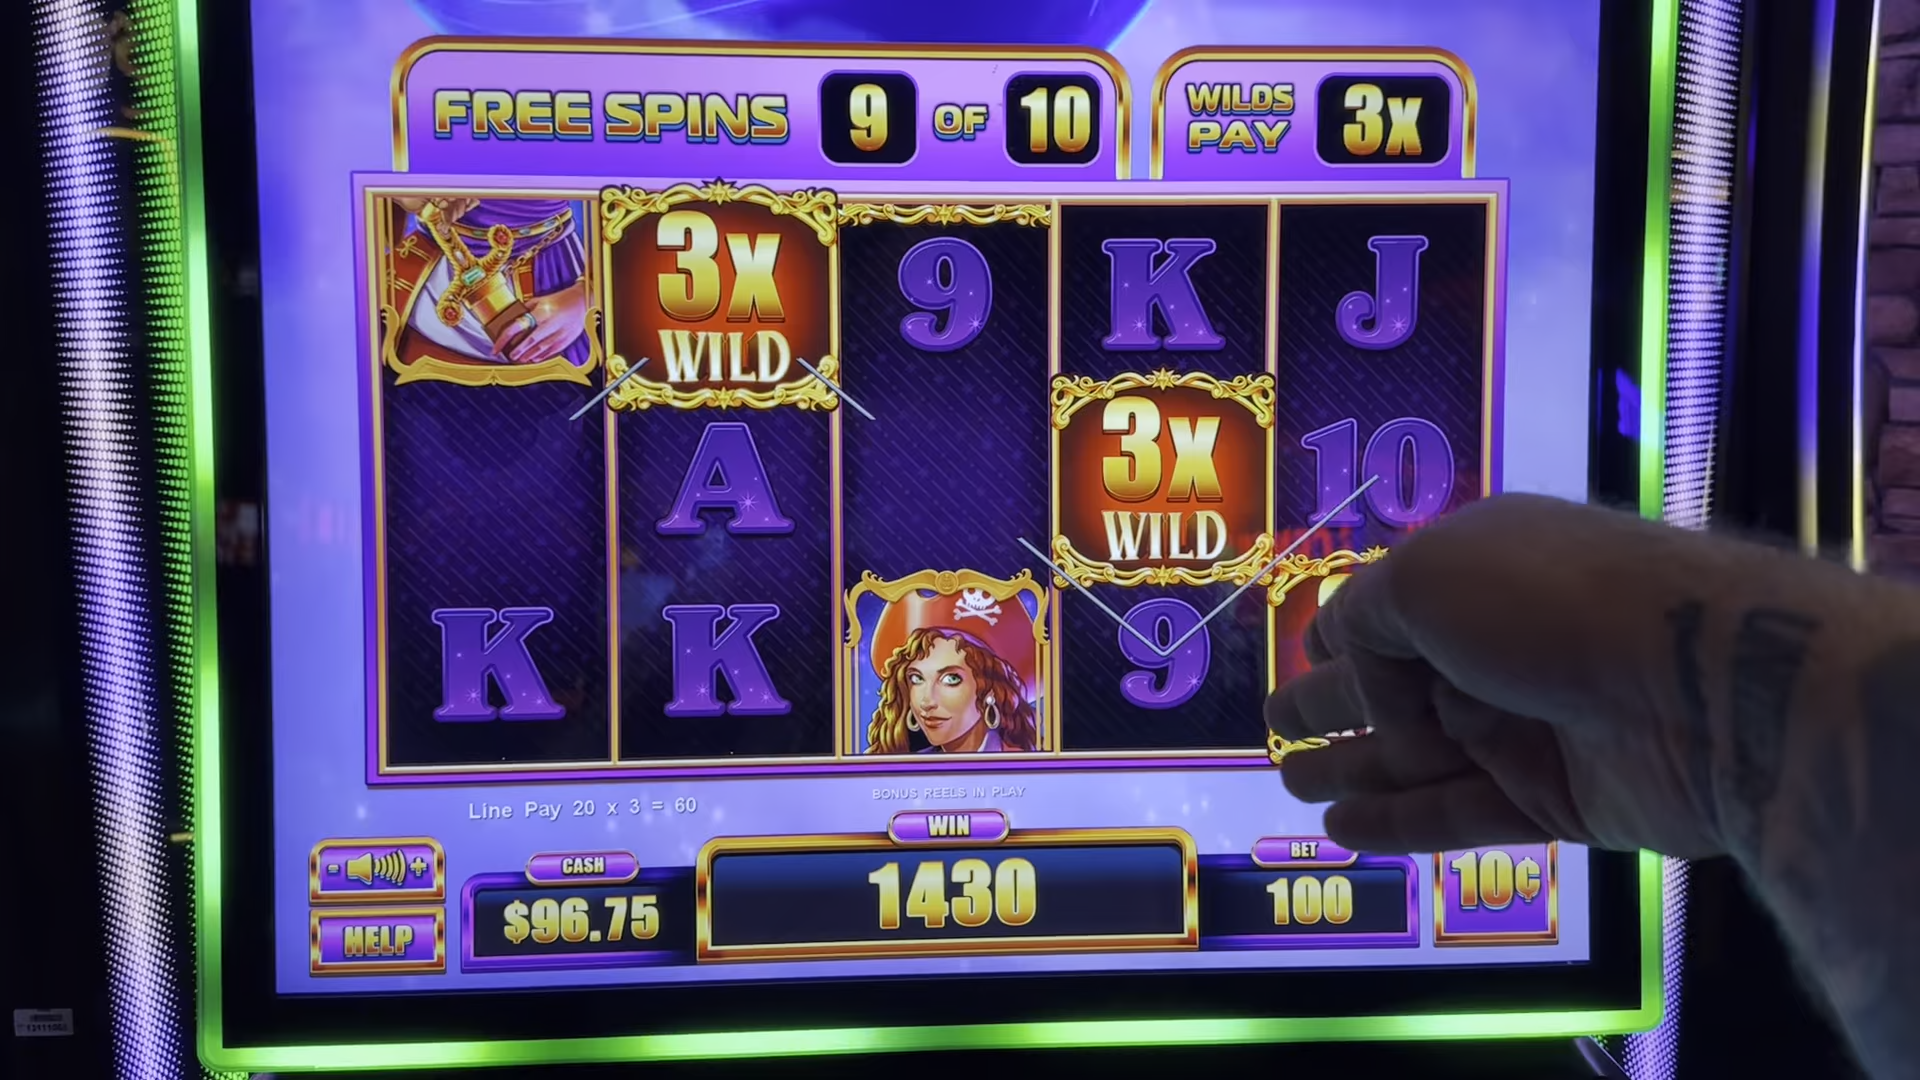 FREE SPINS 9 OF 10
WILDS PAY 3x
3x WILD
9
K
J
A
3x WILD
10
K
K
9
Line Pay 20 x 3 = 60
BONUS REELS IN PLAY
WIN
1430
CASH
$96.75
BET
100
10¢
- +
HELP